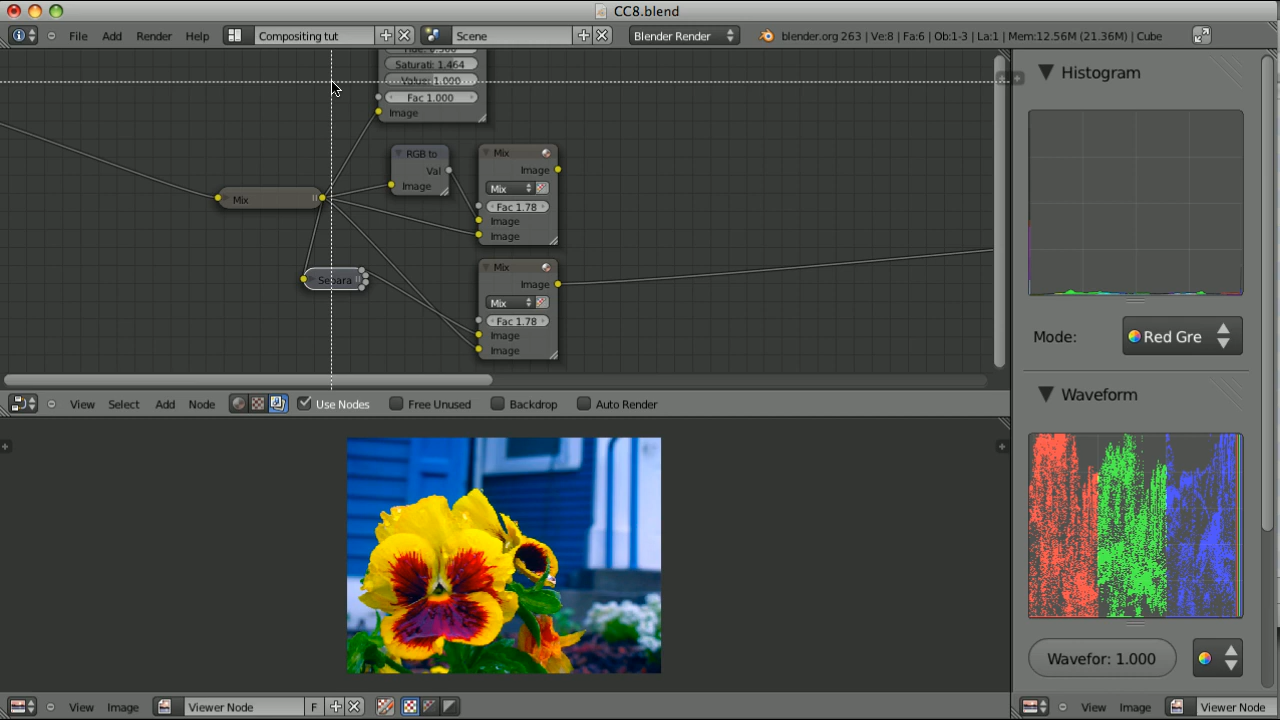 CC8.blend
File Add Render Help Compositing tut Scene Blender Render blender.org 263 | Ve:8 | Fa:6 | Ob:1-3 | La:1 | Mem:12.56M (21.36M) | Cube
Saturati: 1.464
Value: 1.000
Fac 1.000
Image
RGB to
Val
Image
Mix
Mix
Image
Mix
Fac 1.78
Image
Image
Separa
Mix
Image
Mix
Fac 1.78
Image
Image
View Select Add Node Use Nodes Free Unused Backdrop Auto Render
View Image Viewer Node F
Histogram
Mode: Red Gre
Waveform
Wavefor: 1.000
View Image Viewer Node